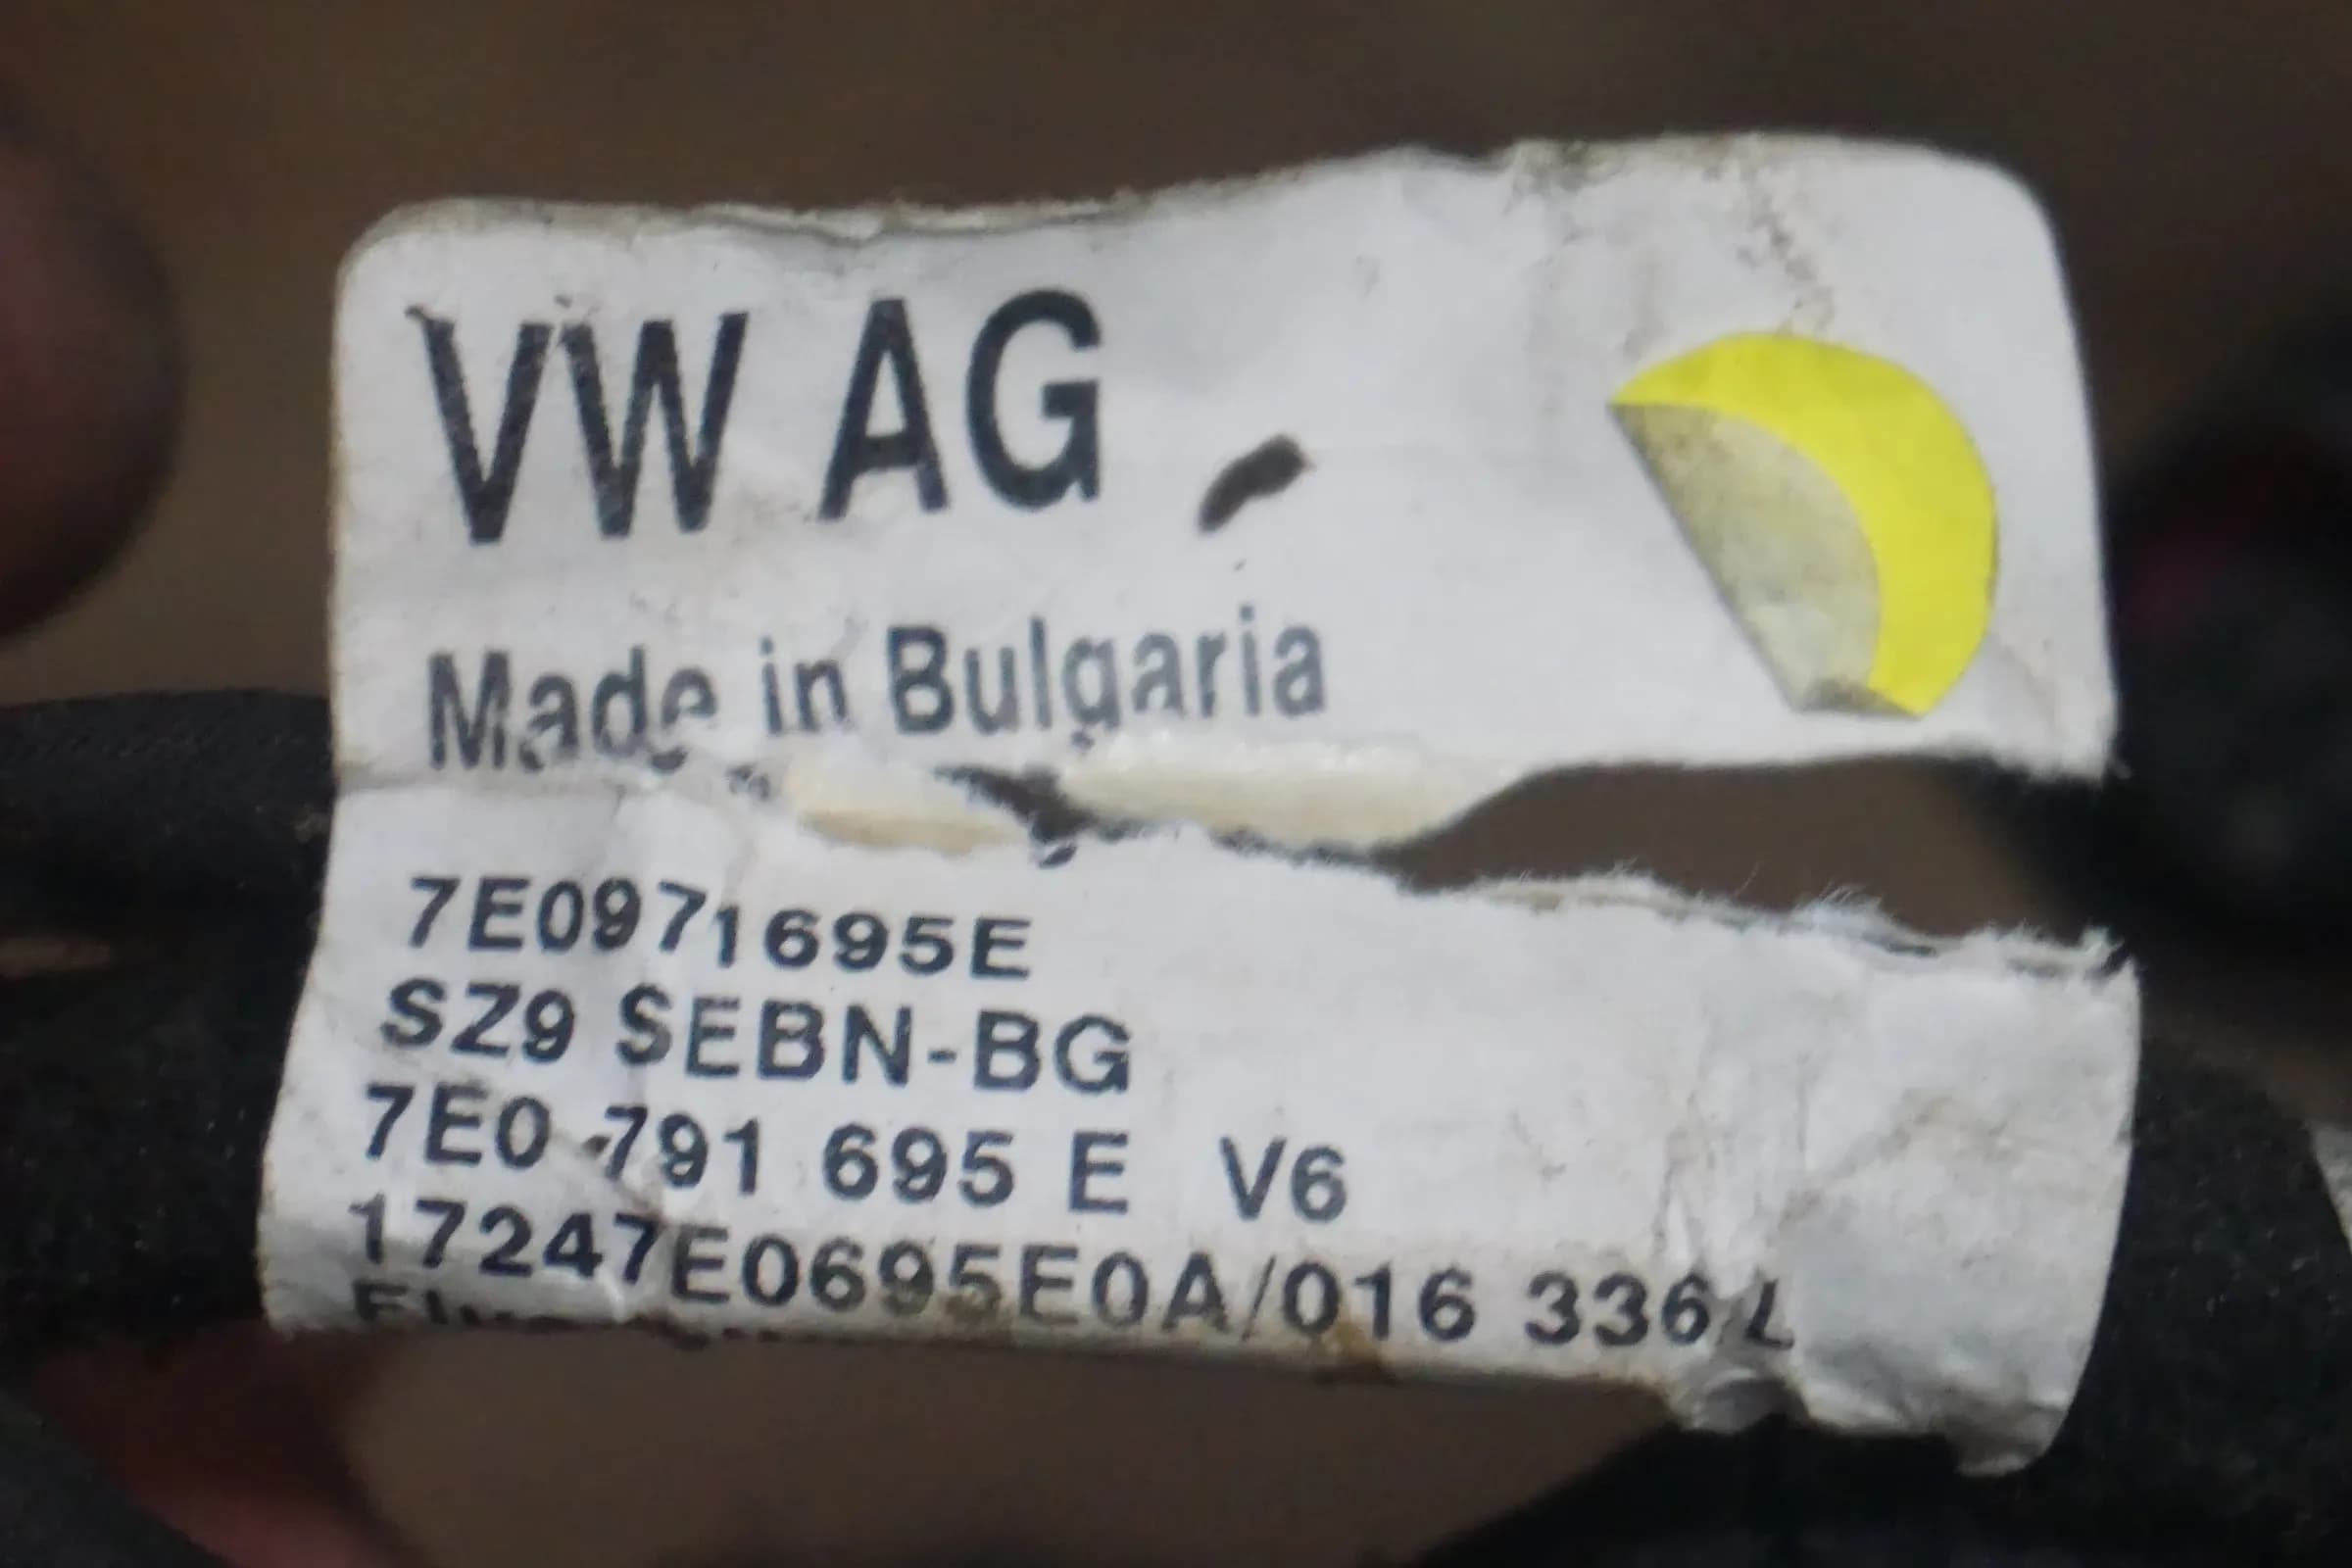 VW AG
Made in Bulgaria
7E0971695E
SZ9 SEBN-BG
7E0 791 695 E V6
17247E0695E0A/016 336 L